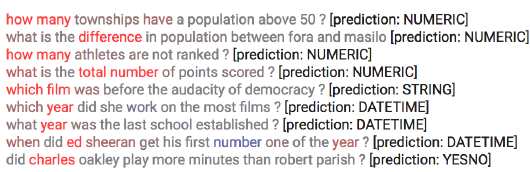 how many townships have a population above 50 ? [prediction: NUMERIC]
what is the difference in population between fora and masilo [prediction: NUMERIC]
how many athletes are not ranked ? [prediction: NUMERIC]
what is the total number of points scored ? [prediction: NUMERIC]
which film was before the audacity of democracy ? [prediction: STRING]
which year did she work on the most films ? [prediction: DATETIME]
what year was the last school established ? [prediction: DATETIME]
when did ed sheeran get his first number one of the year ? [prediction: DATETIME]
did charles oakley play more minutes than robert parish ? [prediction: YESNO]